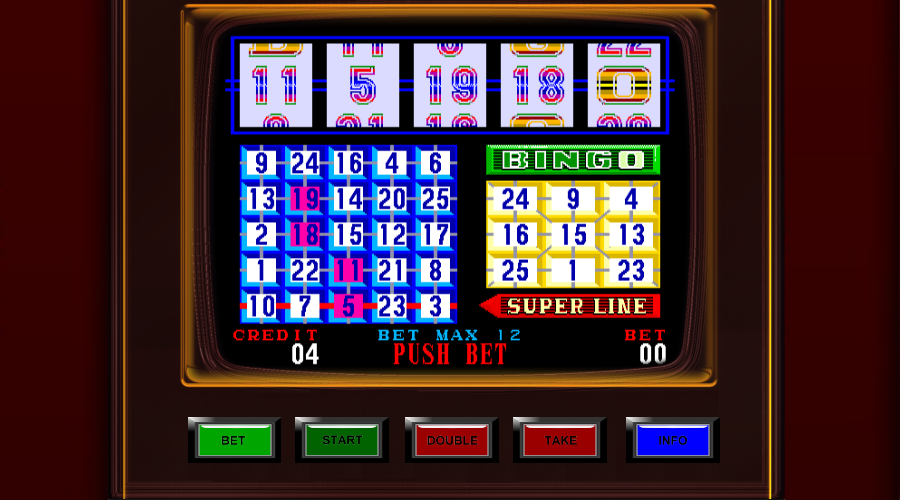 11 5 19 18 O
BINGO
9 24 16 4 6
13 19 14 20 25
2 18 15 12 17
1 22 11 21 8
10 7 5 23 3
24 9 4
16 15 13
25 1 23
SUPER LINE
CREDIT BET MAX 12 BET
04 PUSH BET 00
BET START DOUBLE TAKE INFO